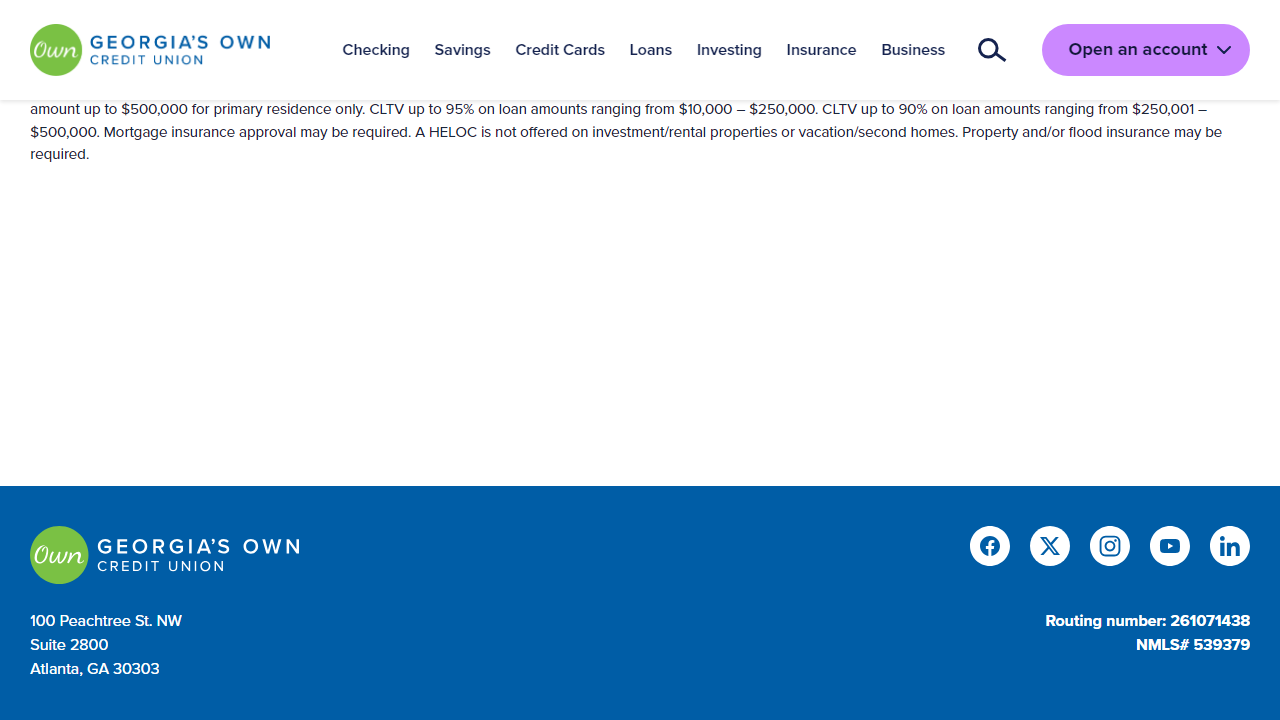 Own GEORGIA'S OWN
CREDIT UNION
Checking Savings Credit Cards Loans Investing Insurance Business Open an account
amount up to $500,000 for primary residence only. CLTV up to 95% on loan amounts ranging from $10,000 – $250,000. CLTV up to 90% on loan amounts ranging from $250,001 –
$500,000. Mortgage insurance approval may be required. A HELOC is not offered on investment/rental properties or vacation/second homes. Property and/or flood insurance may be
required.
Own GEORGIA'S OWN
CREDIT UNION
100 Peachtree St. NW
Suite 2800
Atlanta, GA 30303
Routing number: 261071438
NMLS# 539379